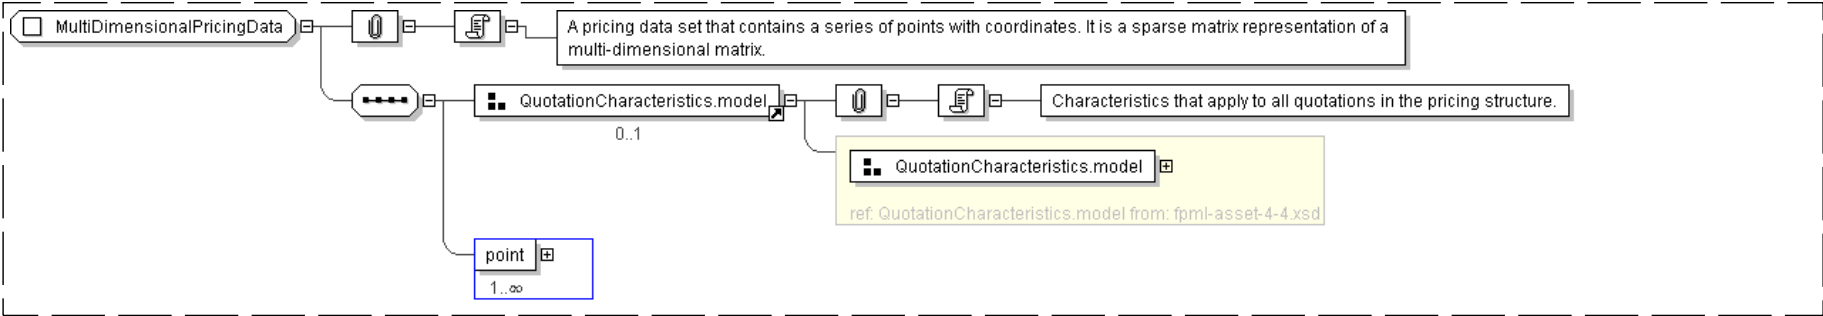 MultiDimensionalPricingData
A pricing data set that contains a series of points with coordinates. It is a sparse matrix representation of a
multi-dimensional matrix.
QuotationCharacteristics.model
0..1
Characteristics that apply to all quotations in the pricing structure.
QuotationCharacteristics.model
ref: QuotationCharacteristics.model from: fpml-asset-4-4.xsd
point
1..∞